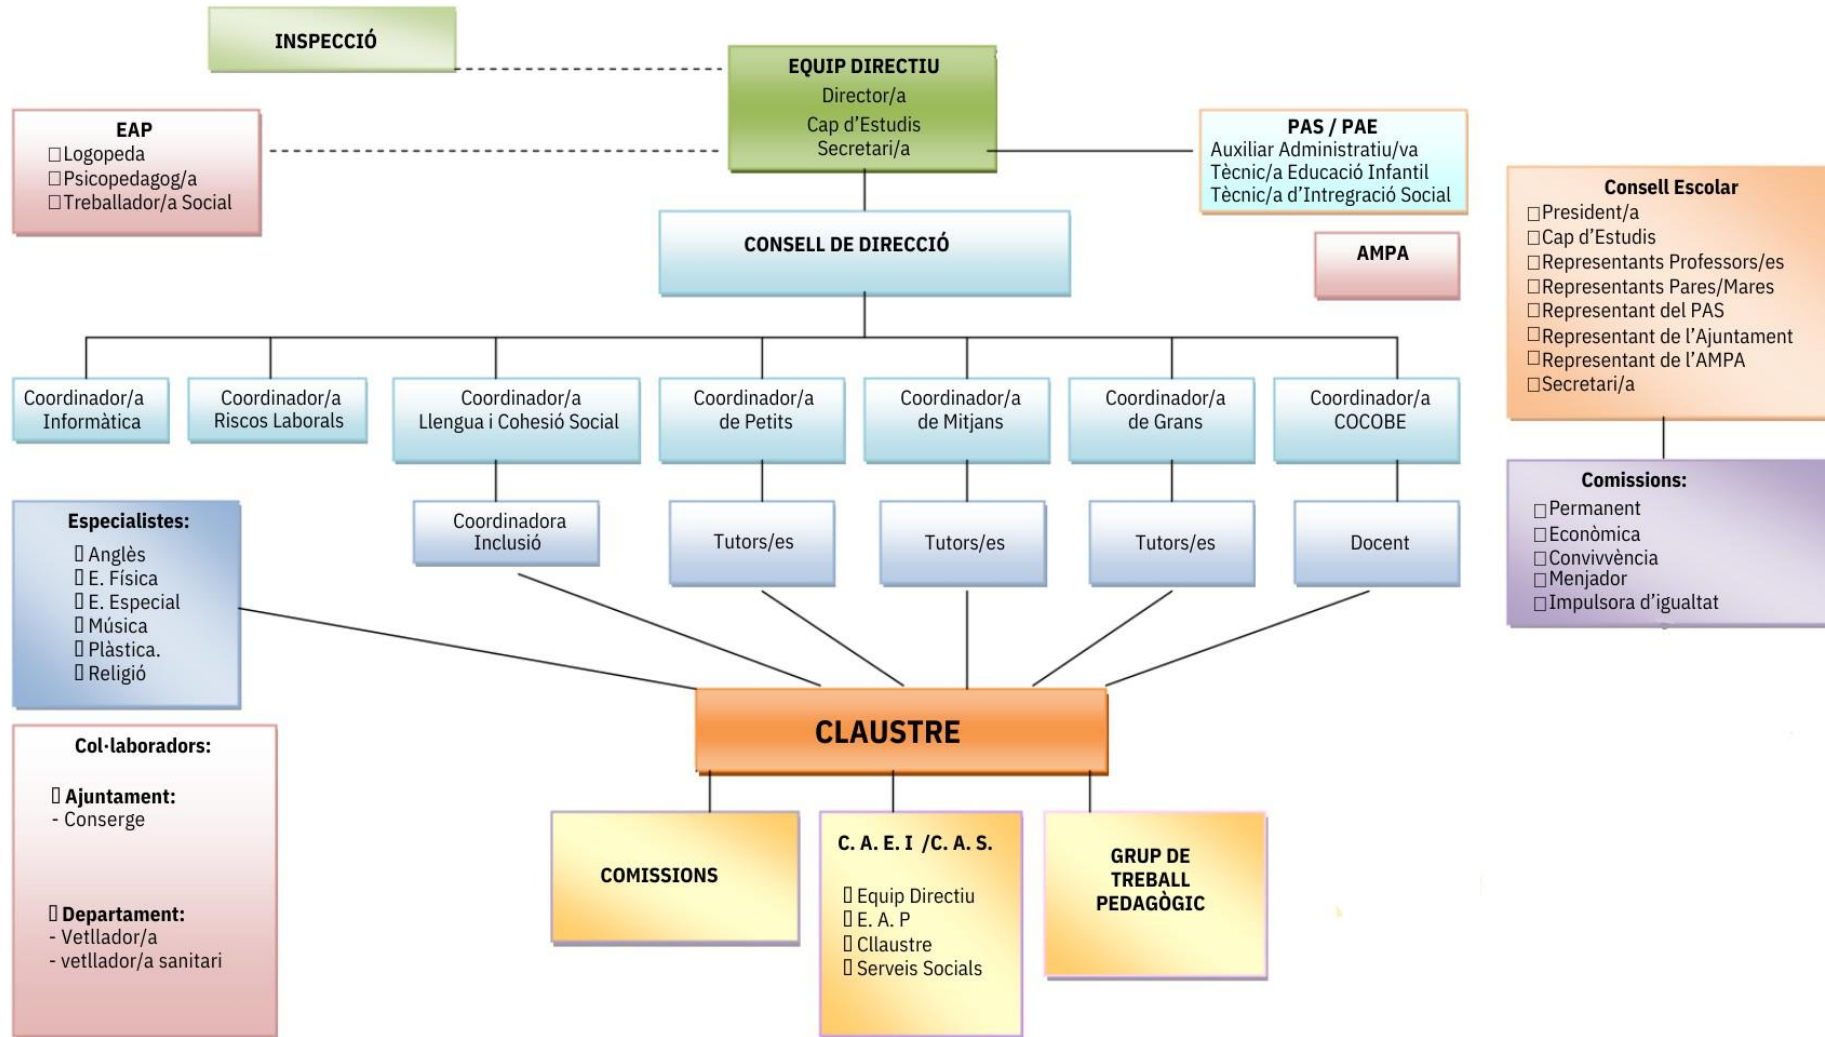 INSPECCIÓ
EQUIP DIRECTIU
Director/a
Cap d’Estudis
Secretari/a
EAP
Logopeda
Psicopedagog/a
Treballador/a Social
PAS / PAE
Auxiliar Administratiu/va
Tècnic/a Educació Infantil
Tècnic/a d’Intregració Social
Consell Escolar
President/a
Cap d’Estudis
Representants Professors/es
Representants Pares/Mares
Representant del PAS
Representant de l’Ajuntament
Representant de l’AMPA
Secretari/a
CONSELL DE DIRECCIÓ
AMPA
Coordinador/a
Informàtica
Coordinador/a
Riscos Laborals
Coordinador/a
Llengua i Cohesió Social
Coordinador/a
de Petits
Coordinador/a
de Mitjans
Coordinador/a
de Grans
Coordinador/a
COCOBE
Comissions:
Permanent
Econòmica
Convivvència
Menjador
Impulsora d’igualtat
Especialistes:
Anglès
E. Física
E. Especial
Música
Plàstica.
Religió
Coordinadora
Inclusió
Tutors/es
Tutors/es
Tutors/es
Docent
CLAUSTRE
Col·laboradors:
Ajuntament:
- Conserge
Departament:
- Vetllador/a
- vetllador/a sanitari
COMISSIONS
C. A. E. I /C. A. S.
Equip Directiu
E. A. P
Cllaustre
Serveis Socials
GRUP DE
TREBALL
PEDAGÒGIC